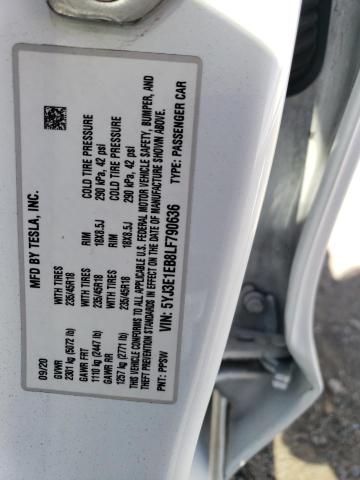 MFD BY TESLA, INC.
09/20
GVWR
2301 kg (5072 lb)
WITH TIRES
235/45R18
RIM
18X8.5J
COLD TIRE PRESSURE
290 kPa, 42 psi
GAWR FRT
1110 kg (2447 lb)
WITH TIRES
235/45R18
RIM
18X8.5J
COLD TIRE PRESSURE
290 kPa, 42 psi
GAWR RR
1257 kg (2771 lb)
WITH TIRES
235/45R18
RIM
18X8.5J
COLD TIRE PRESSURE
290 kPa, 42 psi
THIS VEHICLE CONFORMS TO ALL APPLICABLE U.S. FEDERAL MOTOR VEHICLE SAFETY, BUMPER, AND
THEFT PREVENTION STANDARDS IN EFFECT ON THE DATE OF MANUFACTURE SHOWN ABOVE.
PNT: PPSW
VIN: 5YJ3E1EB8LF790636
TYPE: PASSENGER CAR